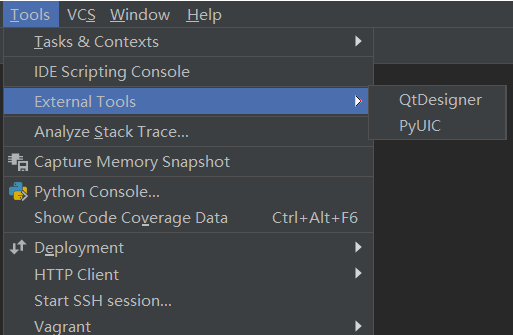 Tools VCS Window Help
Tasks & Contexts
IDE Scripting Console
External Tools
QtDesigner
PyUIC
Analyze Stack Trace...
Capture Memory Snapshot
Python Console...
Show Code Coverage Data Ctrl+Alt+F6
Deployment
HTTP Client
Start SSH session...
Vagrant